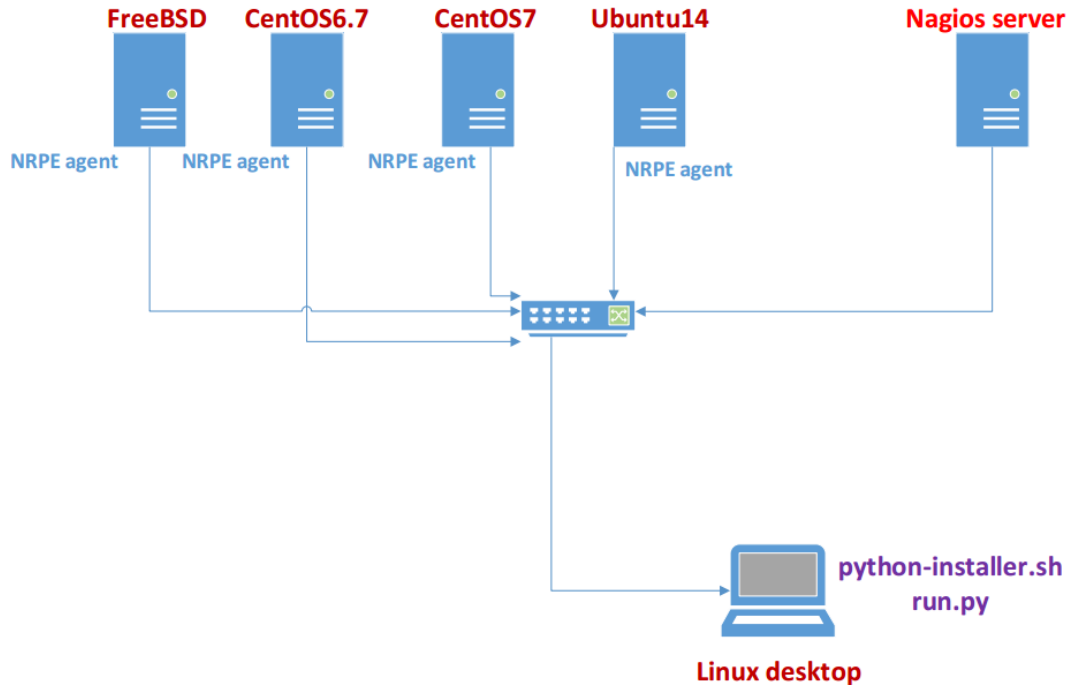 FreeBSD
CentOS6.7
CentOS7
Ubuntu14
Nagios server
NRPE agent
NRPE agent
NRPE agent
NRPE agent
python-installer.sh
run.py
Linux desktop